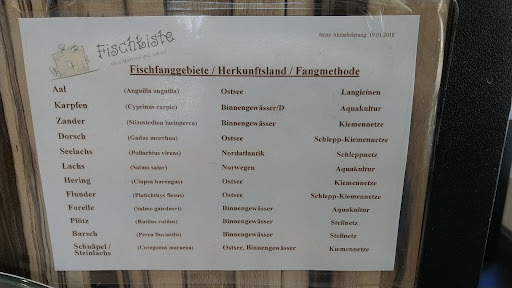 Fischkiste
letzte Aktualisierung: 19.01.2018
Fischfanggebiete / Herkunftsland / Fangmethode
Aal (Anguilla anguilla) Ostsee Langleinen
Karpfen (Cyprinus carpio) Binnengewässer/D Aquakultur
Zander (Stizostedion lucioperca) Binnengewässer Kiemennetze
Dorsch (Gadus morrhua) Ostsee Schlepp-Kiemennetze
Seelachs (Pollachius virens) Nordatlantik Schleppnetz
Lachs (Salmo salar) Norwegen Aquakultur
Hering (Clupea harengus) Ostsee Kiemennetze
Flunder (Platichthys flesus) Ostsee Schlepp-Kiemennetze
Forelle (Salmo gairdneri) Binnengewässer Aquakultur
Plötz (Rutilus rutilus) Binnengewässer Stellnetz
Barsch (Perca fluviatilis) Binnengewässer Stellnetz
Schnäpel / (Coregonus maraena) Ostsee, Binnengewässer Kiemennetze
Steinlachs